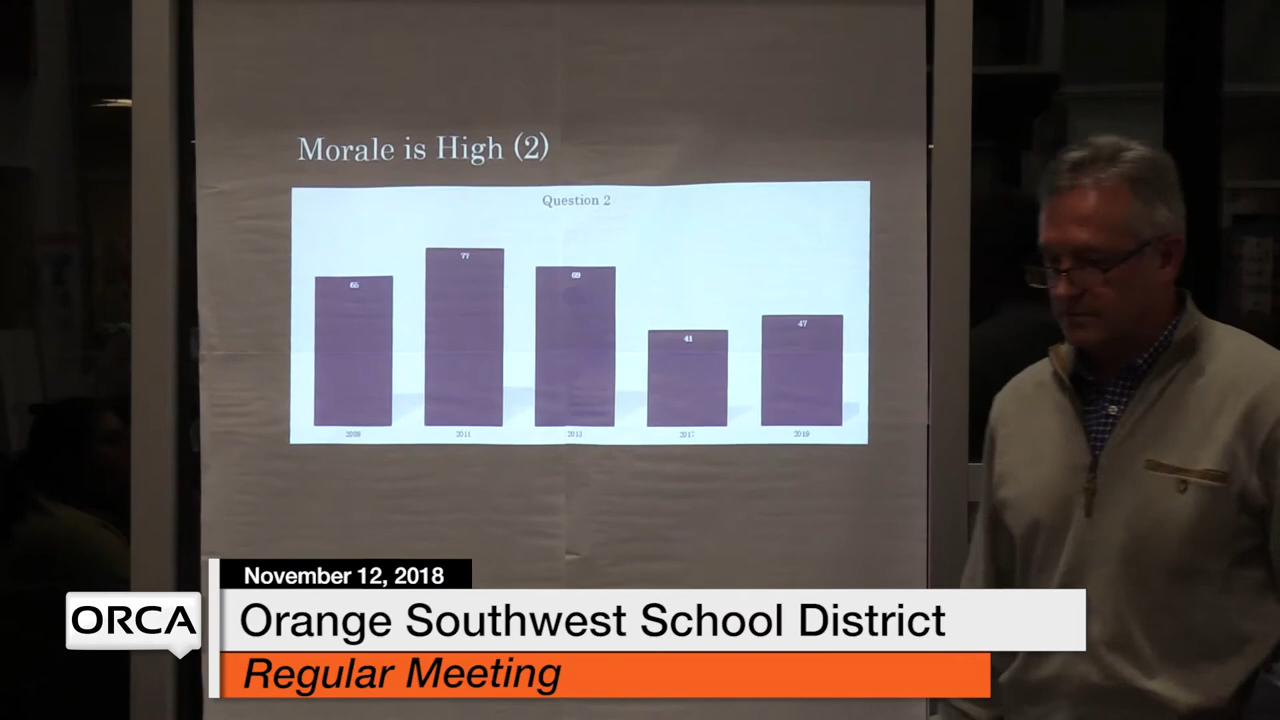 Morale is High (2)
Question 2
65
77
69
41
47
2009
2011
2013
2017
2019
November 12, 2018
ORCA
Orange Southwest School District
Regular Meeting